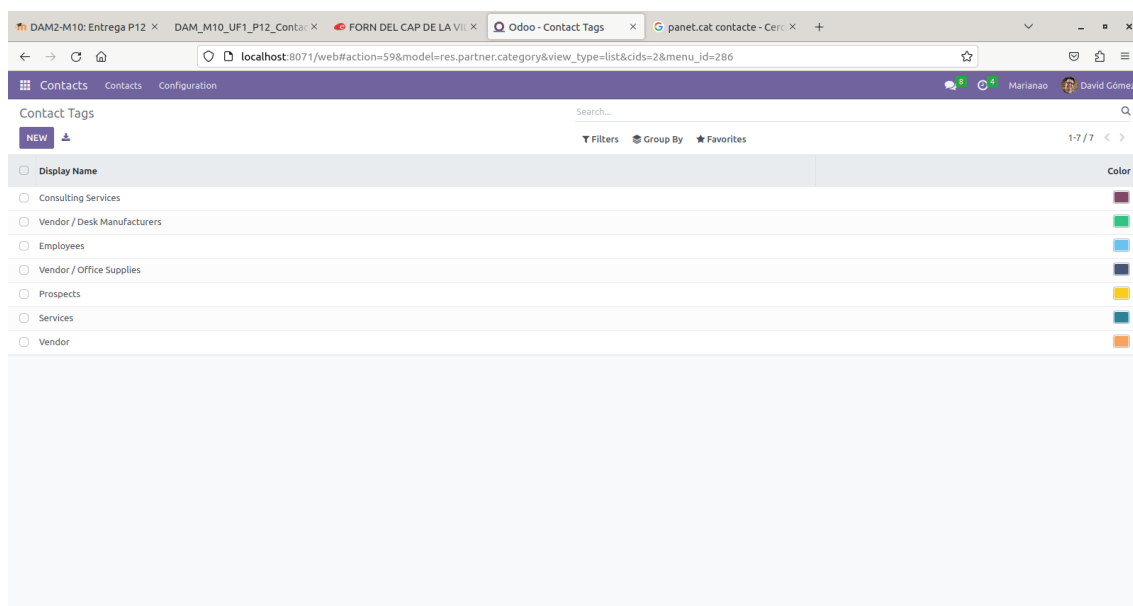 DAM2-M10: Entrega P12 DAM_M10_UF1_P12_Contac FORN DEL CAP DE LA VIL Odoo - Contact Tags panet.cat contacte - Cerc
localhost:8071/web#action=59&model=res.partner.category&view_type=list&cids=2&menu_id=286
Contacts Contacts Configuration 8 4 Marianao David Gómez
Contact Tags Search...
NEW Filters Group By Favorites 1-7 / 7
Display Name Color
Consulting Services
Vendor / Desk Manufacturers
Employees
Vendor / Office Supplies
Prospects
Services
Vendor